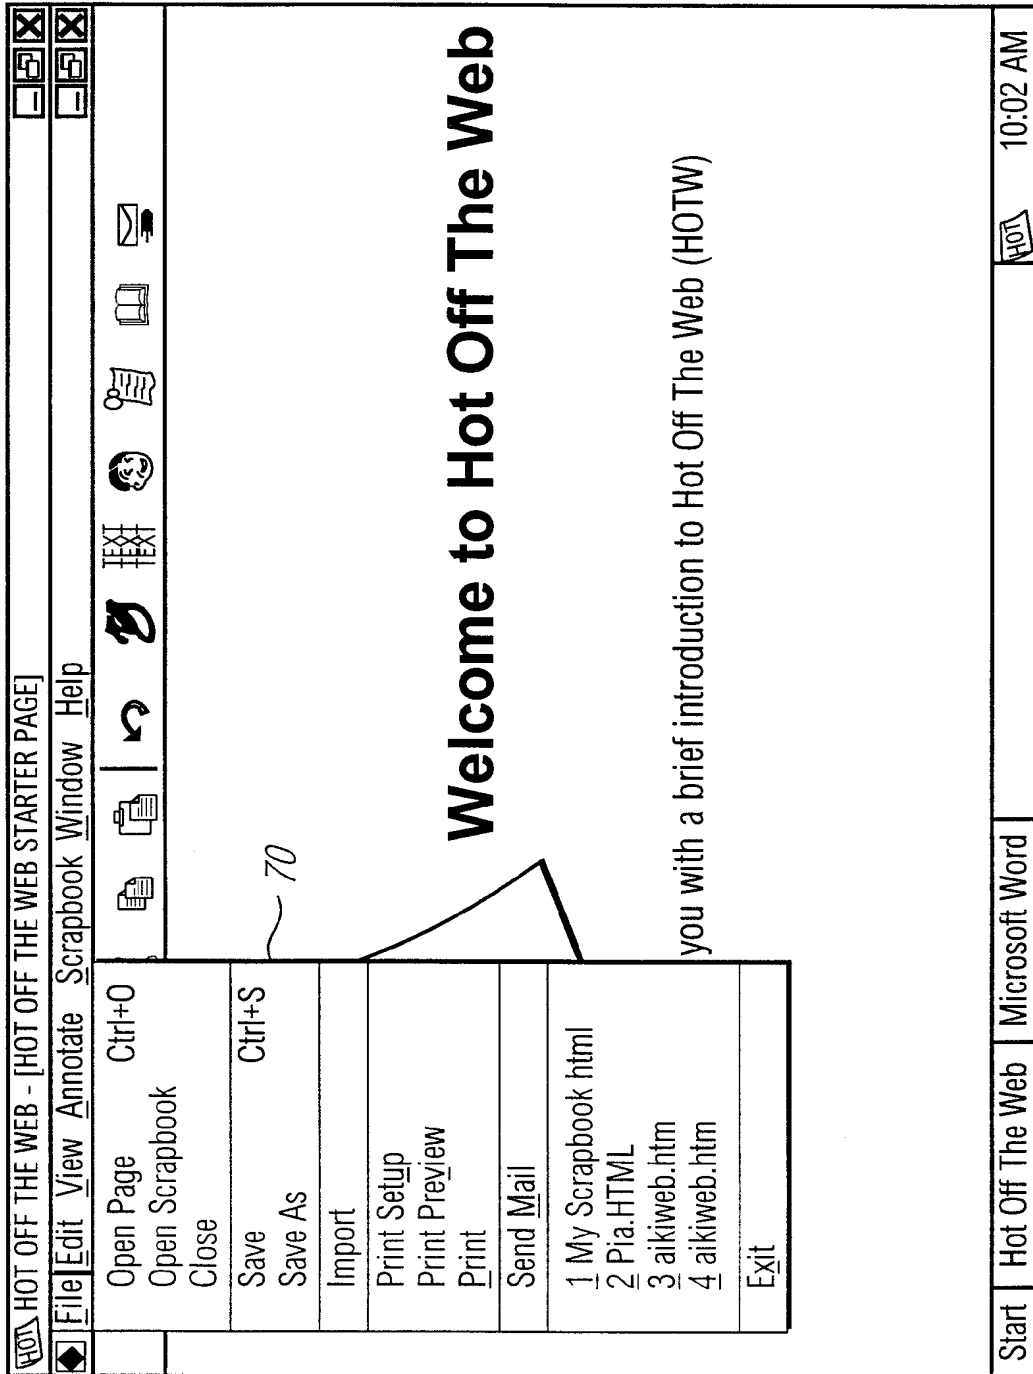 HOT HOT OFF THE WEB - [HOT OFF THE WEB STARTER PAGE]
File Edit View Annotate Scrapbook Window Help
TEXT
Open Page Ctrl+O
Open Scrapbook
Close
Save Ctrl+S
Save As
Import
Print Setup
Print Preview
Print
Send Mail
1 My Scrapbook html
2 Pia.HTML
3 aikiweb.htm
4 aikiweb.htm
Exit
70
Welcome to Hot Off The Web
you with a brief introduction to Hot Off The Web (HOTW)
Start Hot Off The Web Microsoft Word HOT 10:02 AM